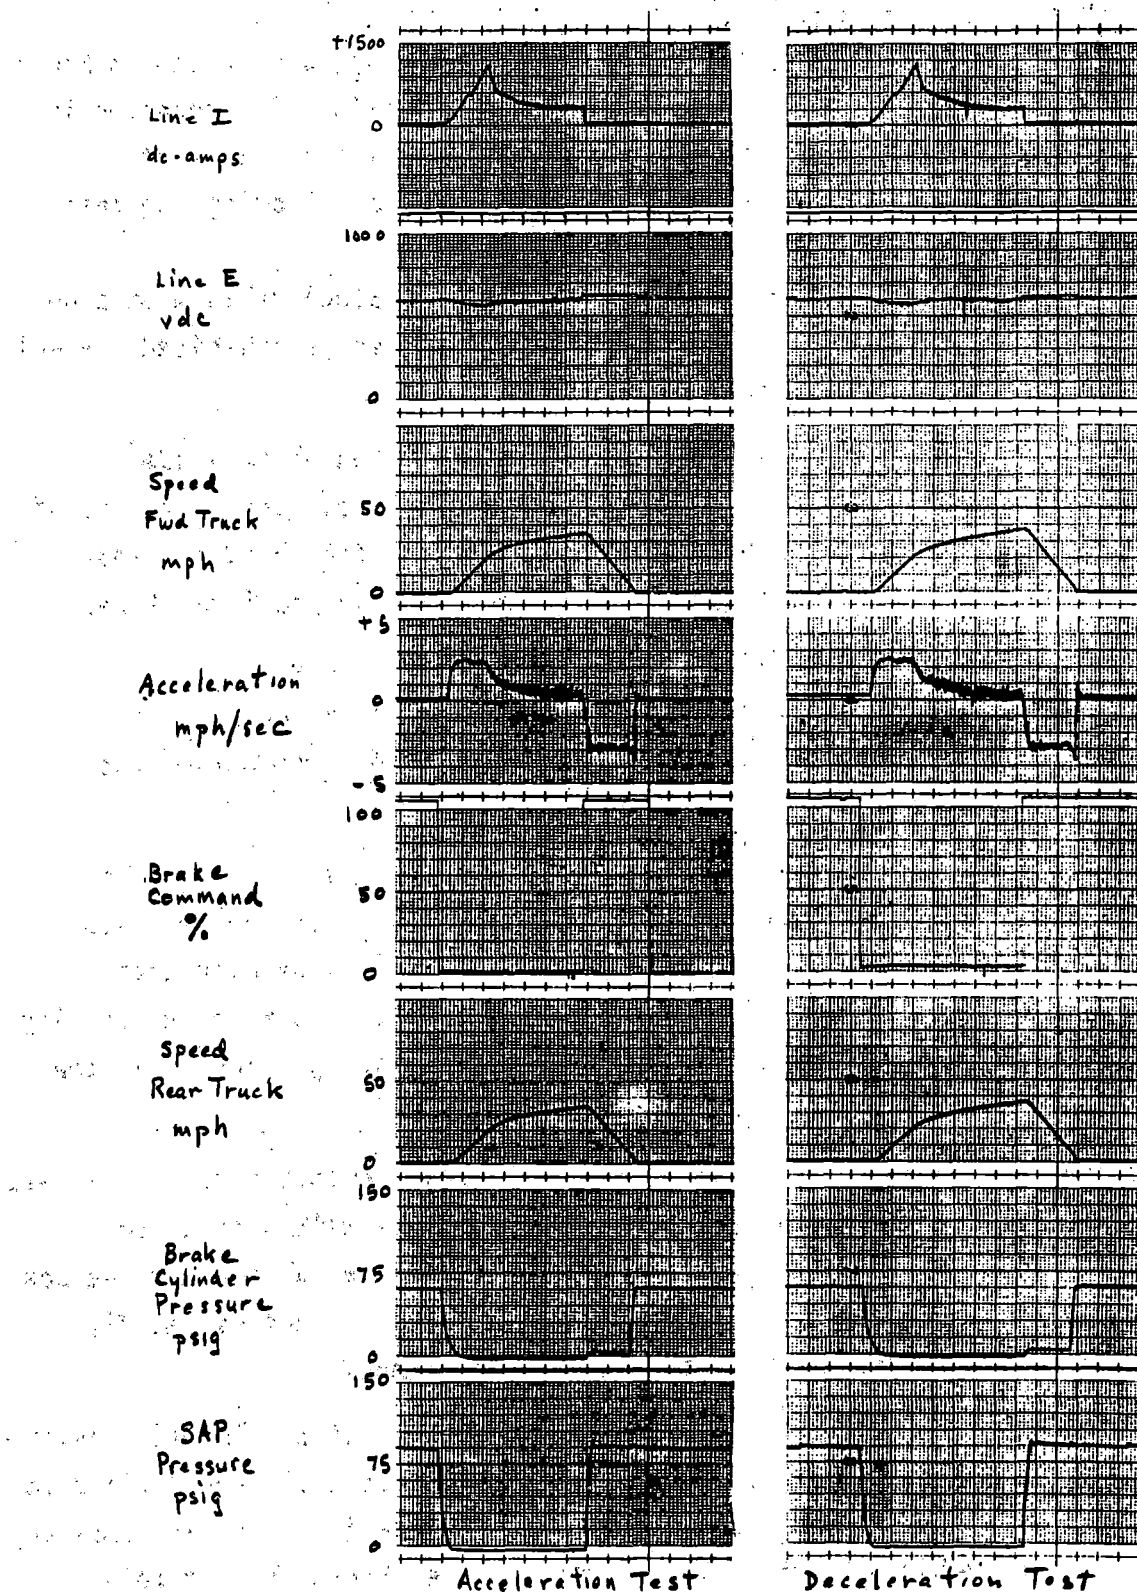 +1500
Line I
0
dc-amps
1000
Line E
vdc
0
Speed
50
Fwd Truck
mph
0
+5
Acceleration
0
mph/sec
-5
100
Brake
Command
50
%
0
Speed
50
Rear Truck
mph
0
150
Brake
Cylinder
75
Pressure
psig
0
150
SAP
Pressure
75
psig
0
Acceleration Test
Deceleration Test